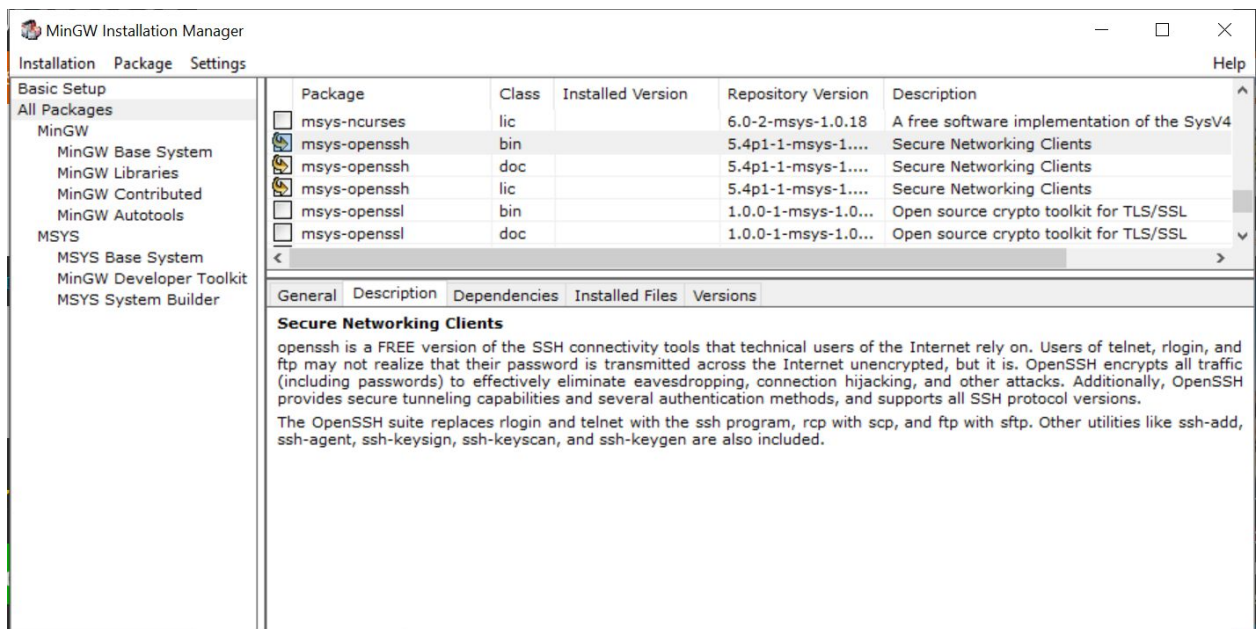 MinGW Installation Manager
Installation Package Settings Help
Basic Setup
All Packages
MinGW
MinGW Base System
MinGW Libraries
MinGW Contributed
MinGW Autotools
MSYS
MSYS Base System
MinGW Developer Toolkit
MSYS System Builder
Package Class Installed Version Repository Version Description
msys-ncurses lic 6.0-2-msys-1.0.18 A free software implementation of the SysV4
msys-openssh bin 5.4p1-1-msys-1.... Secure Networking Clients
msys-openssh doc 5.4p1-1-msys-1.... Secure Networking Clients
msys-openssh lic 5.4p1-1-msys-1.... Secure Networking Clients
msys-openssl bin 1.0.0-1-msys-1.0... Open source crypto toolkit for TLS/SSL
msys-openssl doc 1.0.0-1-msys-1.0... Open source crypto toolkit for TLS/SSL
General Description Dependencies Installed Files Versions
Secure Networking Clients
openssh is a FREE version of the SSH connectivity tools that technical users of the Internet rely on. Users of telnet, rlogin, and
ftp may not realize that their password is transmitted across the Internet unencrypted, but it is. OpenSSH encrypts all traffic
(including passwords) to effectively eliminate eavesdropping, connection hijacking, and other attacks. Additionally, OpenSSH
provides secure tunneling capabilities and several authentication methods, and supports all SSH protocol versions.
The OpenSSH suite replaces rlogin and telnet with the ssh program, rcp with scp, and ftp with sftp. Other utilities like ssh-add,
ssh-agent, ssh-keysign, ssh-keyscan, and ssh-keygen are also included.